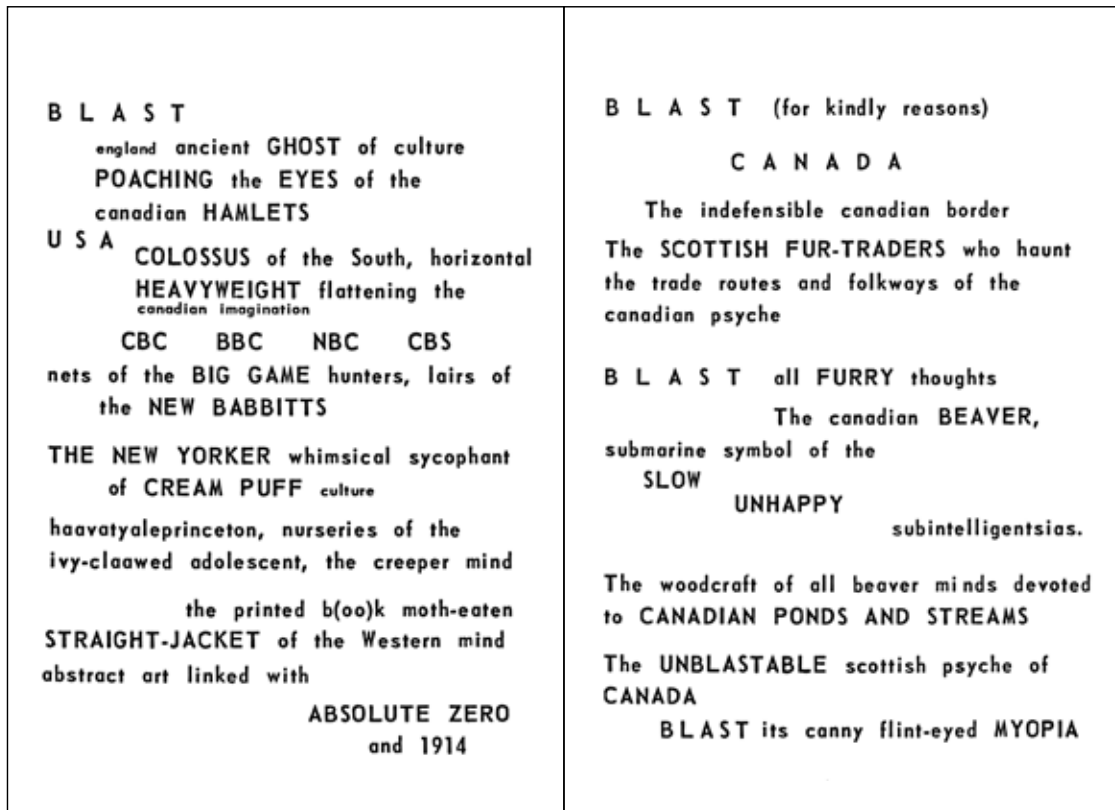 BLAST
england ancient GHOST of culture
POACHING the EYES of the
canadian HAMLETS
USA
COLOSSUS of the South, horizontal
HEAVYWEIGHT flattening the
canadian imagination
CBC BBC NBC CBS
nets of the BIG GAME hunters, lairs of
the NEW BABBITTS
THE NEW YORKER whimsical sycophant
of CREAM PUFF culture
haavatyaleprinceton, nurseries of the
ivy-claawed adolescent, the creeper mind
the printed b(oo)k moth-eaten
STRAIGHT-JACKET of the Western mind
abstract art linked with
ABSOLUTE ZERO
and 1914
BLAST (for kindly reasons)
CANADA
The indefensible canadian border
The SCOTTISH FUR-TRADERS who haunt
the trade routes and folkways of the
canadian psyche
BLAST all FURRY thoughts
The canadian BEAVER,
submarine symbol of the
SLOW
UNHAPPY
subintelligentsias.
The woodcraft of all beaver minds devoted
to CANADIAN PONDS AND STREAMS
The UNBLASTABLE scottish psyche of
CANADA
BLAST its canny flint-eyed MYOPIA